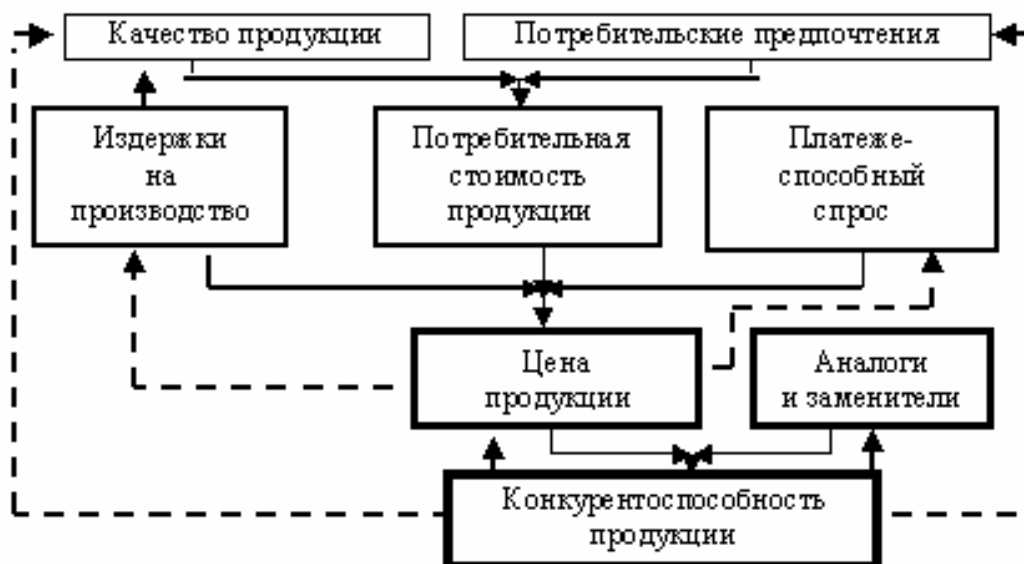 Качество продукции
Потребительские предпочтения
Издержки
на
производство
Потребительная
стоимость
продукции
Платеже-
способный
спрос
Цена
продукции
Аналоги
и заменители
Конкурентоспособность
продукции